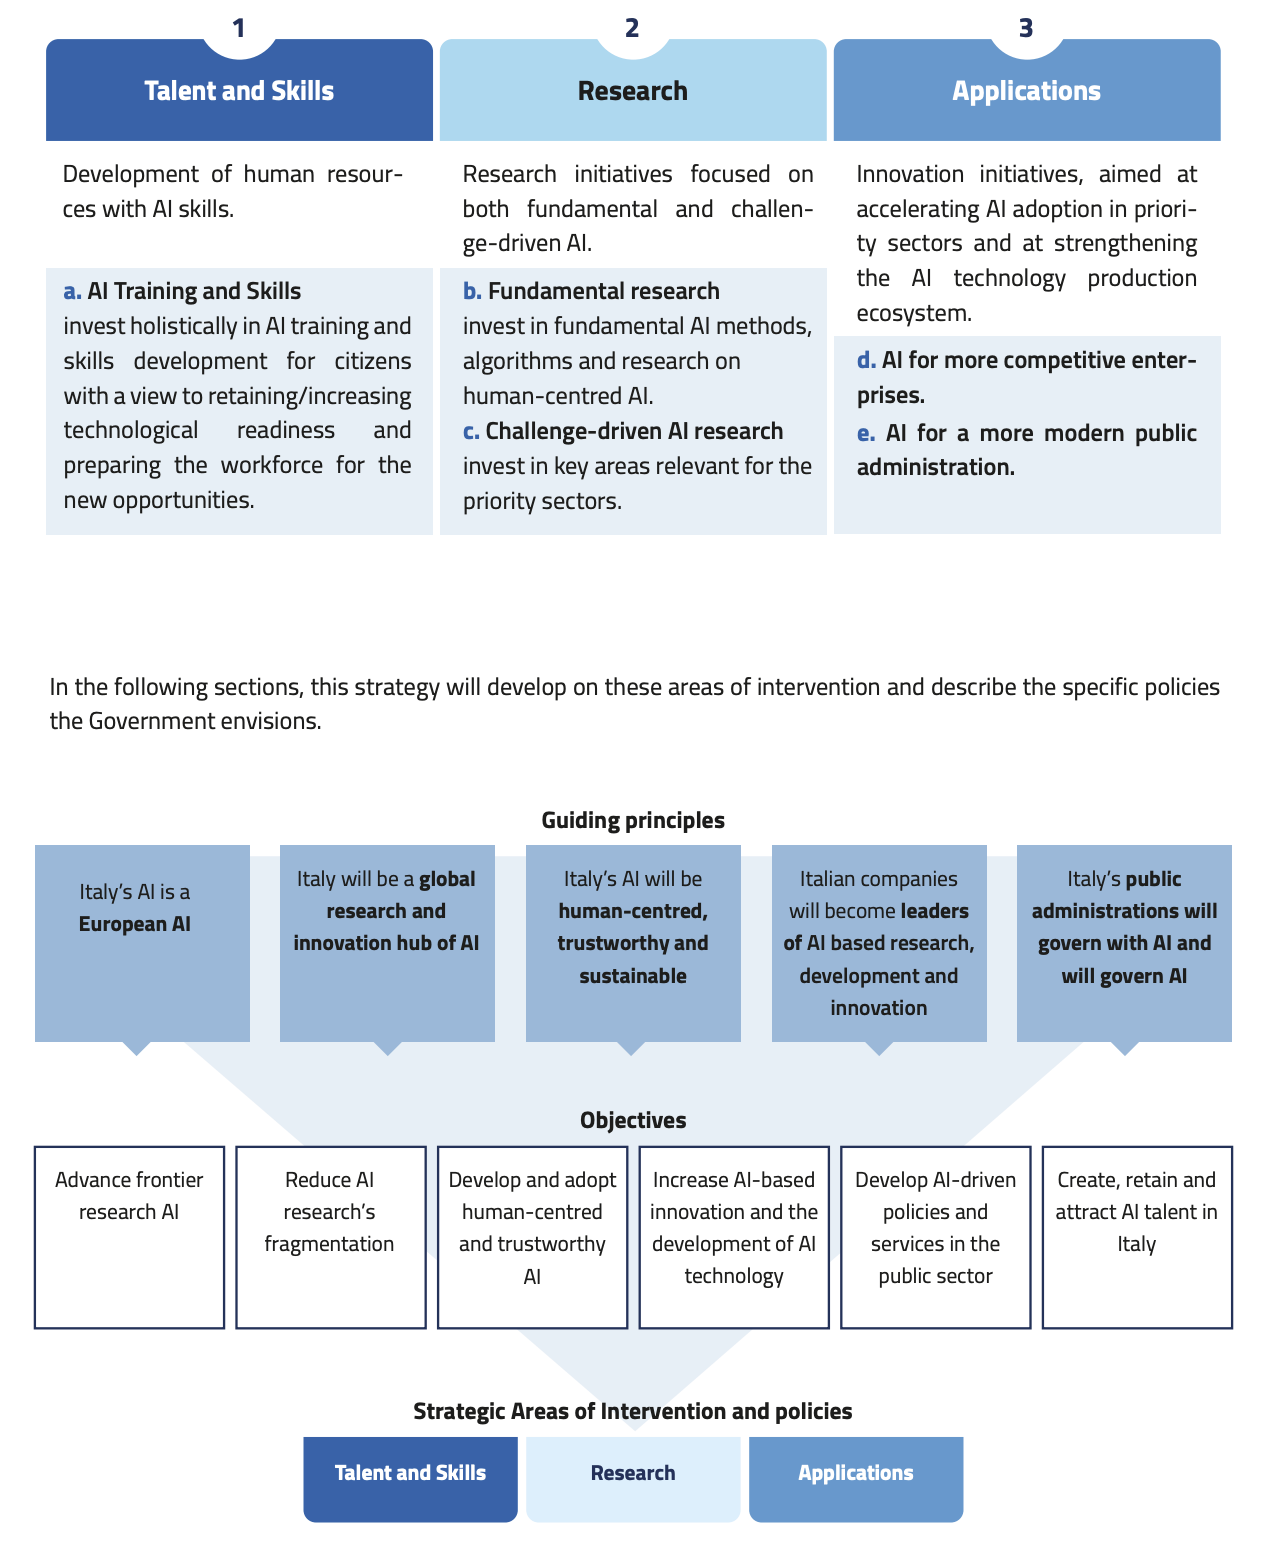 1
Talent and Skills
Development of human resour-
ces with AI skills.
a. AI Training and Skills
invest holistically in AI training and
skills development for citizens
with a view to retaining/increasing
technological readiness and
preparing the workforce for the
new opportunities.
2
Research
Research initiatives focused on
both fundamental and challen-
ge-driven AI.
b. Fundamental research
invest in fundamental AI methods,
algorithms and research on
human-centred AI.
c. Challenge-driven AI research
invest in key areas relevant for the
priority sectors.
3
Applications
Innovation initiatives, aimed at
accelerating AI adoption in priori-
ty sectors and at strengthening
the AI technology production
ecosystem.
d. AI for more competitive enter-
prises.
e. AI for a more modern public
administration.
In the following sections, this strategy will develop on these areas of intervention and describe the specific policies
the Government envisions.
Guiding principles
Italy's AI is a
European AI
Italy will be a global
research and
innovation hub of AI
Italy's AI will be
human-centred,
trustworthy and
sustainable
Italian companies
will become leaders
of AI based research,
development and
innovation
Italy's public
administrations will
govern with AI and
will govern AI
Objectives
Advance frontier
research AI
Reduce AI
research's
fragmentation
Develop and adopt
human-centred
and trustworthy
AI
Increase AI-based
innovation and the
development of AI
technology
Develop AI-driven
policies and
services in the
public sector
Create, retain and
attract AI talent in
Italy
Strategic Areas of Intervention and policies
Talent and Skills
Research
Applications